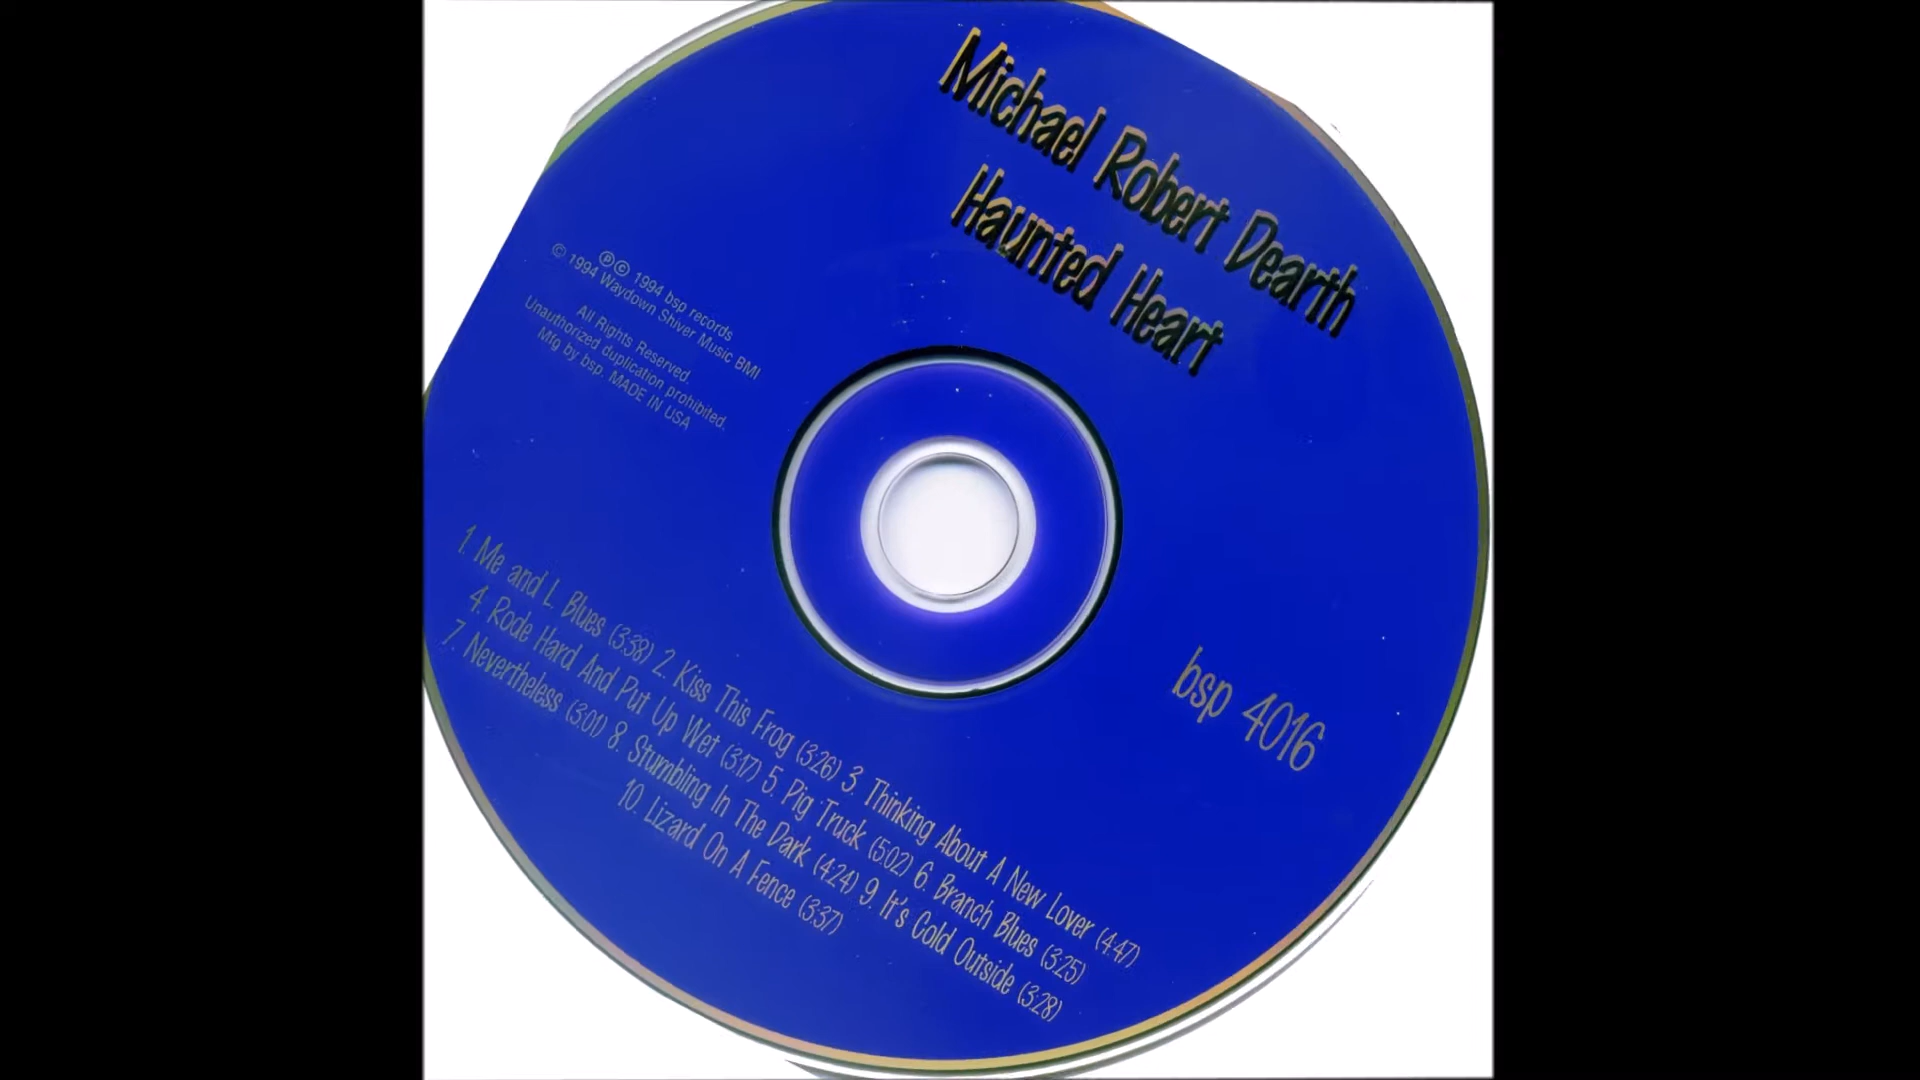 Michael Robert Dearth
Haunted Heart
℗© 1994 bsp records
© 1994 Waydown Shiver Music BMI
All Rights Reserved.
Unauthorized duplication prohibited.
Mfg by bsp. MADE IN USA
bsp 4016
1. Me and L. Blues (3:38) 2. Kiss This Frog (3:26) 3. Thinking About A New Lover (4:47)
4. Rode Hard And Put Up Wet (3:17) 5. Pig Truck (5:02) 6. Branch Blues (3:25)
7. Nevertheless (3:01) 8. Stumbling In The Dark (4:24) 9. It's Cold Outside (3:28)
10. Lizard On A Fence (3:37)